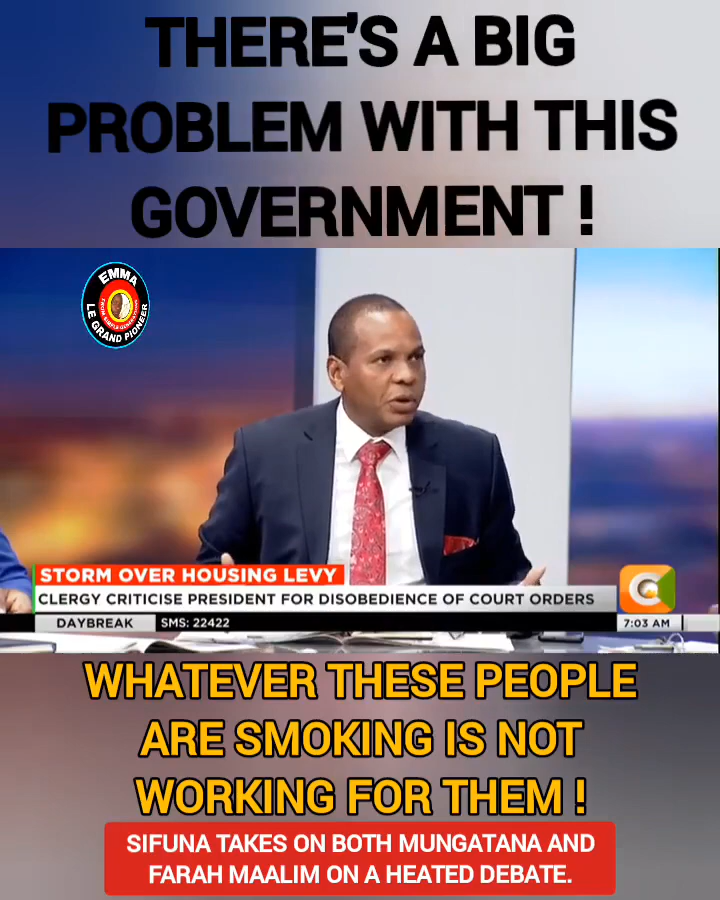 THERE'S A BIG
PROBLEM WITH THIS
GOVERNMENT !
EMMA
LE GRAND PIONEER
STORM OVER HOUSING LEVY
CLERGY CRITICISE PRESIDENT FOR DISOBEDIENCE OF COURT ORDERS
DAYBREAK SMS: 22422 7:03 AM
WHATEVER THESE PEOPLE
ARE SMOKING IS NOT
WORKING FOR THEM !
SIFUNA TAKES ON BOTH MUNGATANA AND
FARAH MAALIM ON A HEATED DEBATE.